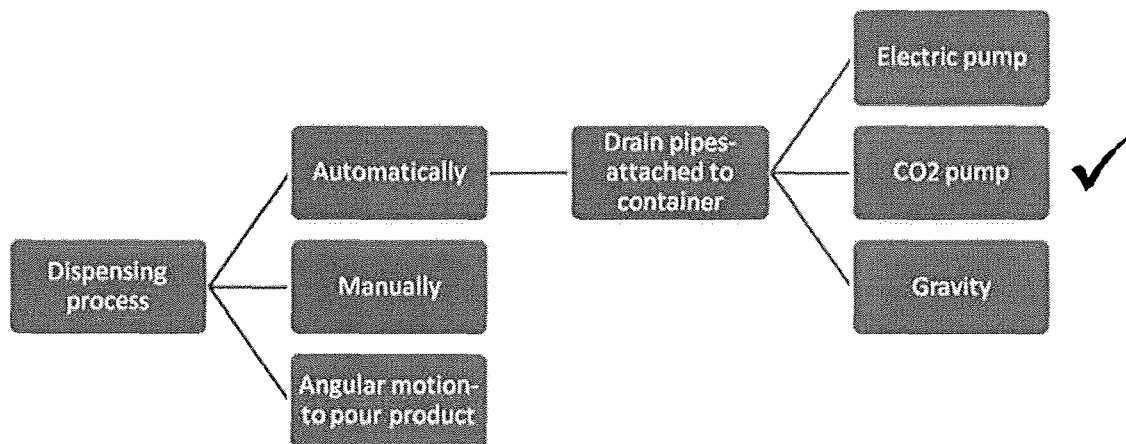 Electric pump
Automatically
Drain pipes-
attached to
container
CO2 pump
Dispensing
process
Manually
Gravity
Angular motion-
to pour product